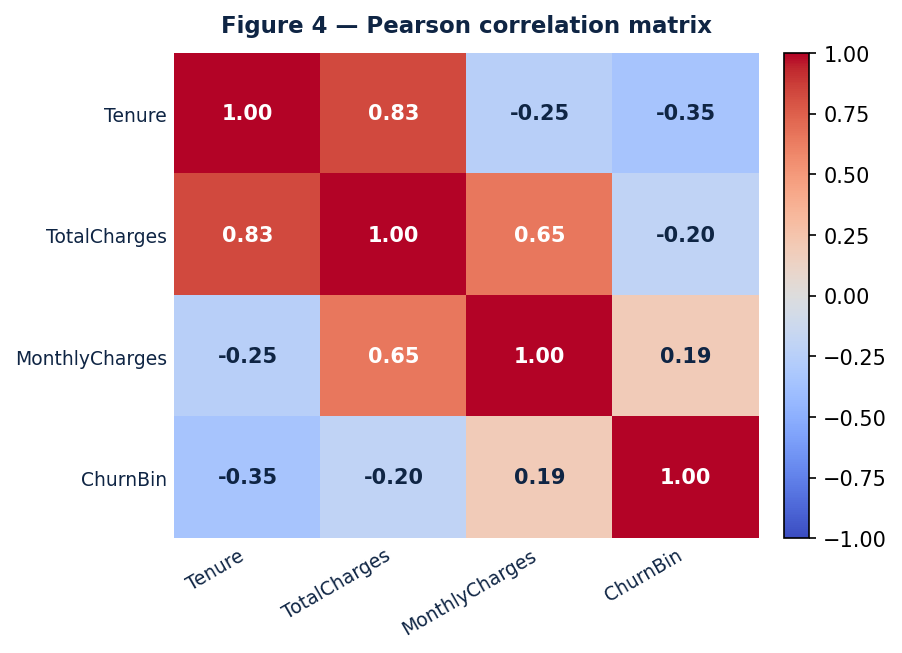 Figure 4 — Pearson correlation matrix
Tenure 1.00 0.83 -0.25 -0.35
TotalCharges 0.83 1.00 0.65 -0.20
MonthlyCharges -0.25 0.65 1.00 0.19
ChurnBin -0.35 -0.20 0.19 1.00
Tenure TotalCharges MonthlyCharges ChurnBin
1.00
0.75
0.50
0.25
0.00
−0.25
−0.50
−0.75
−1.00